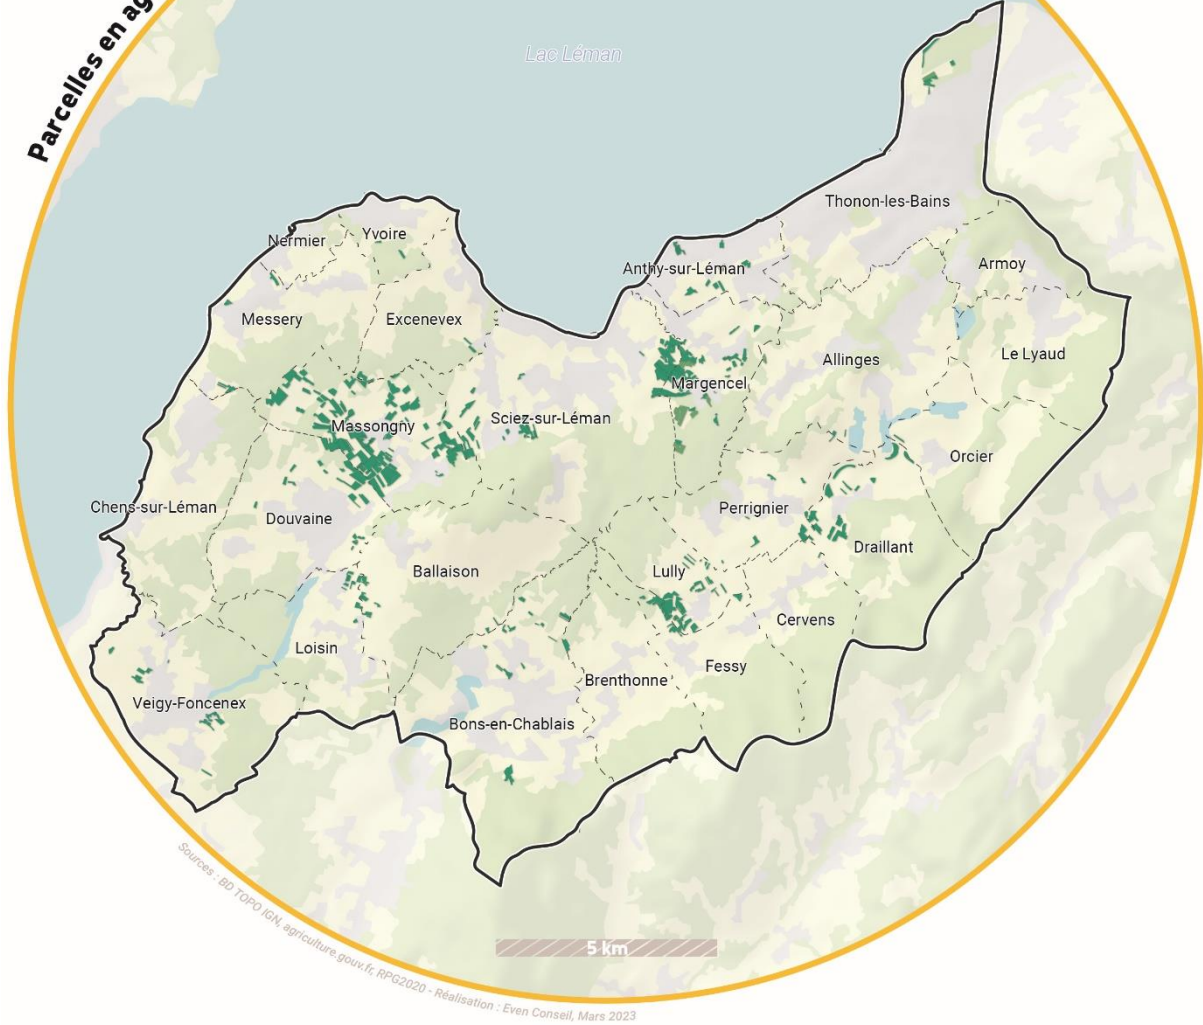 Parcelles en ag
Lac Léman
Thonon-les-Bains
Nermier
Yvoire
Anthy-sur-Léman
Armoy
Messery
Excenevex
Allinges
Le Lyaud
Margencel
Massongny
Sciez-sur-Léman
Orcier
Chens-sur-Léman
Douvaine
Perrignier
Draillant
Ballaison
Lully
Cervens
Loisin
Fessy
Brenthonne
Veigy-Foncenex
Bons-en-Chablais
5 km
Sources : BD TOPO IGN, agriculture.gouv.fr, RPG2020 - Réalisation : Even Conseil, Mars 2023